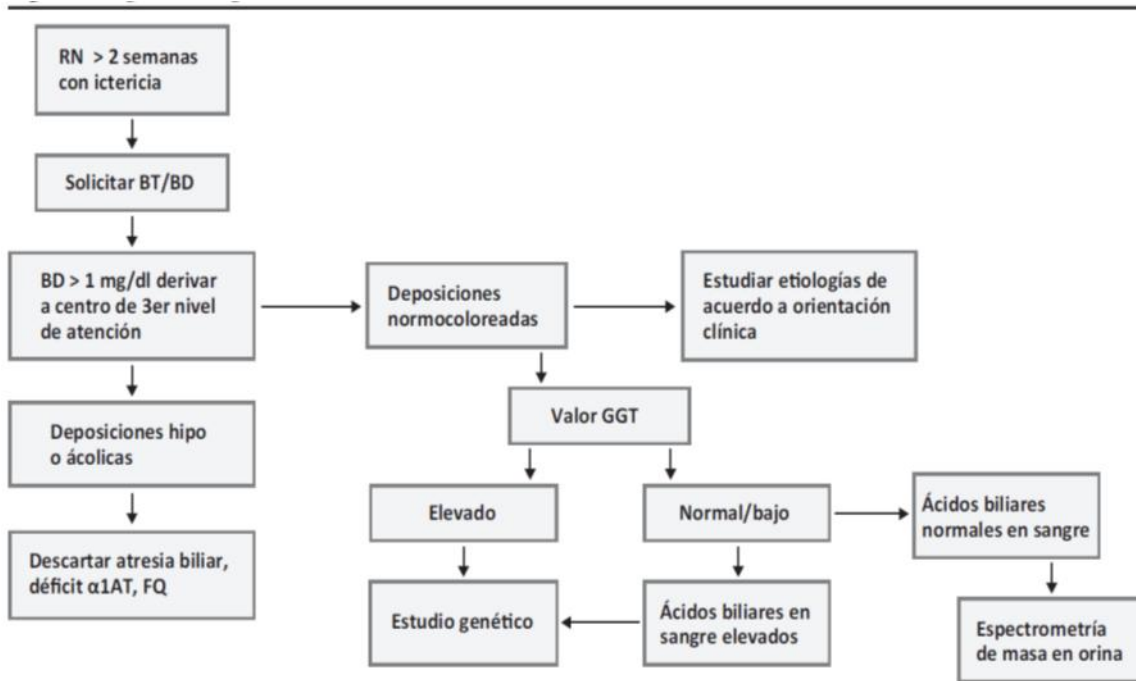 RN > 2 semanas
con ictericia
Solicitar BT/BD
BD > 1 mg/dl derivar
a centro de 3er nivel
de atención
Deposiciones
normocoloreadas
Estudiar etiologías de
acuerdo a orientación
clínica
Valor GGT
Deposiciones hipo
o ácolicas
Elevado
Normal/bajo
Ácidos biliares
normales en sangre
Descartar atresia biliar,
déficit α1AT, FQ
Estudio genético
Ácidos biliares en
sangre elevados
Espectrometría
de masa en orina